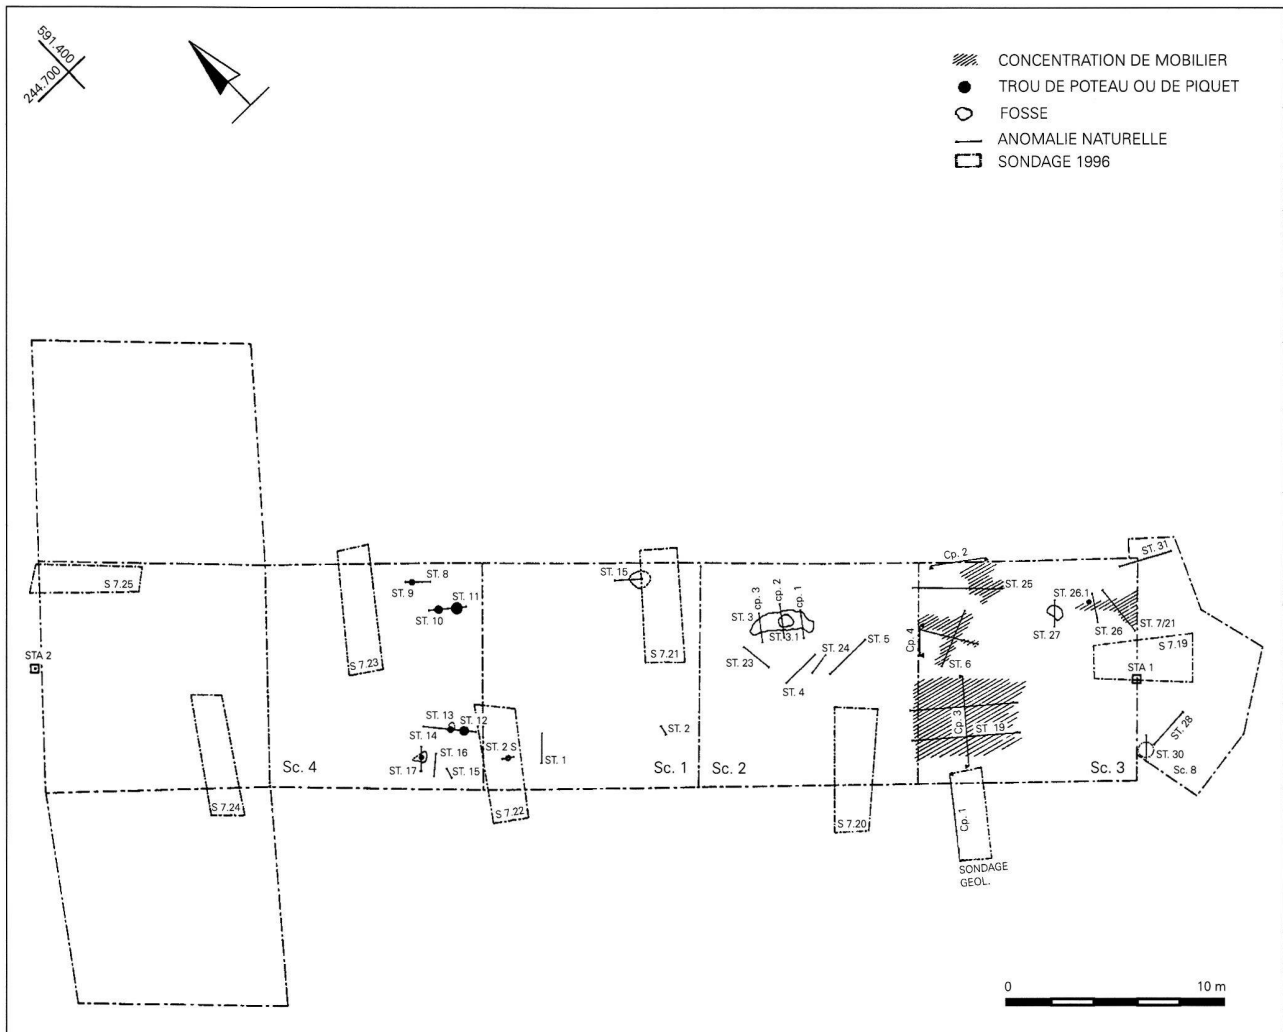 591.400
244.700
CONCENTRATION DE MOBILIER
TROU DE POTEAU OU DE PIQUET
FOSSE
ANOMALIE NATURELLE
SONDAGE 1996
S 7.25
STA 2
S 7.24
S 7.23
Sc. 4
ST. 8
ST. 9
ST. 11
ST. 10
ST. 13
ST. 12
ST. 14
ST. 16
ST. 17
ST. 15
ST. 2 S
S 7.22
ST. 1
ST. 15
S 7.21
ST. 2
Sc. 1
Sc. 2
cp. 3
cp. 2
cp. 1
ST. 3
ST. 3.1
ST. 23
ST. 24
ST. 5
ST. 4
S 7.20
Cp. 2
ST. 25
Cp. 4
ST. 6
Cp. 3
ST 19
Cp. 1
SONDAGE
GEOL.
ST. 31
ST. 26.1
ST. 27
ST. 26
ST. 7/21
S 7.19
STA 1
ST. 28
ST. 30
Sc. 8
Sc. 3
0 10 m